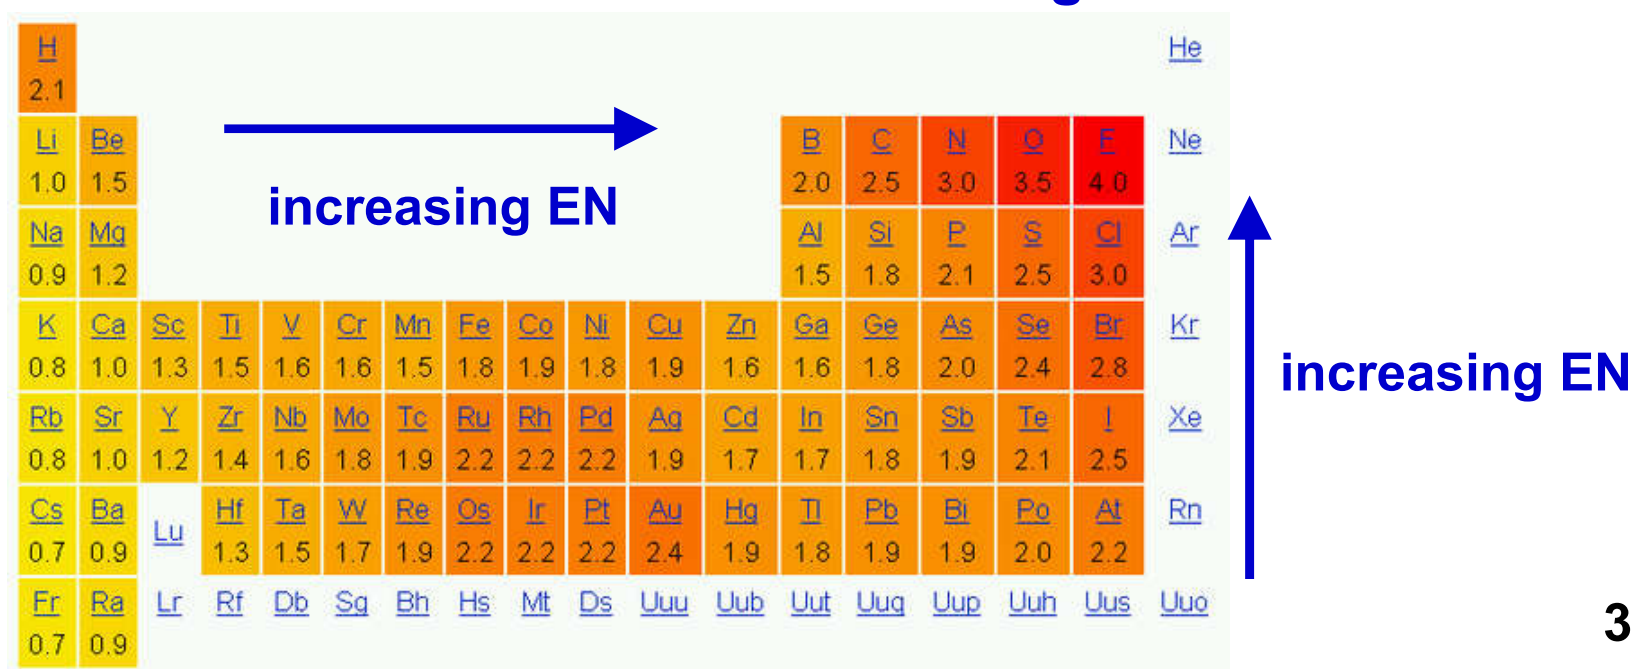 g
H He
2.1
Li Be B C N O F Ne
1.0 1.5 2.0 2.5 3.0 3.5 4.0
increasing EN
Na Mg Al Si P S Cl Ar
0.9 1.2 1.5 1.8 2.1 2.5 3.0
K Ca Sc Ti V Cr Mn Fe Co Ni Cu Zn Ga Ge As Se Br Kr
0.8 1.0 1.3 1.5 1.6 1.6 1.5 1.8 1.9 1.8 1.9 1.6 1.6 1.8 2.0 2.4 2.8
increasing EN
Rb Sr Y Zr Nb Mo Tc Ru Rh Pd Ag Cd In Sn Sb Te I Xe
0.8 1.0 1.2 1.4 1.6 1.8 1.9 2.2 2.2 2.2 1.9 1.7 1.7 1.8 1.9 2.1 2.5
Cs Ba Lu Hf Ta W Re Os Ir Pt Au Hg Tl Pb Bi Po At Rn
0.7 0.9 1.3 1.5 1.7 1.9 2.2 2.2 2.2 2.4 1.9 1.8 1.9 1.9 2.0 2.2
Fr Ra Lr Rf Db Sg Bh Hs Mt Ds Uuu Uub Uut Uuq Uup Uuh Uus Uuo
0.7 0.9
3